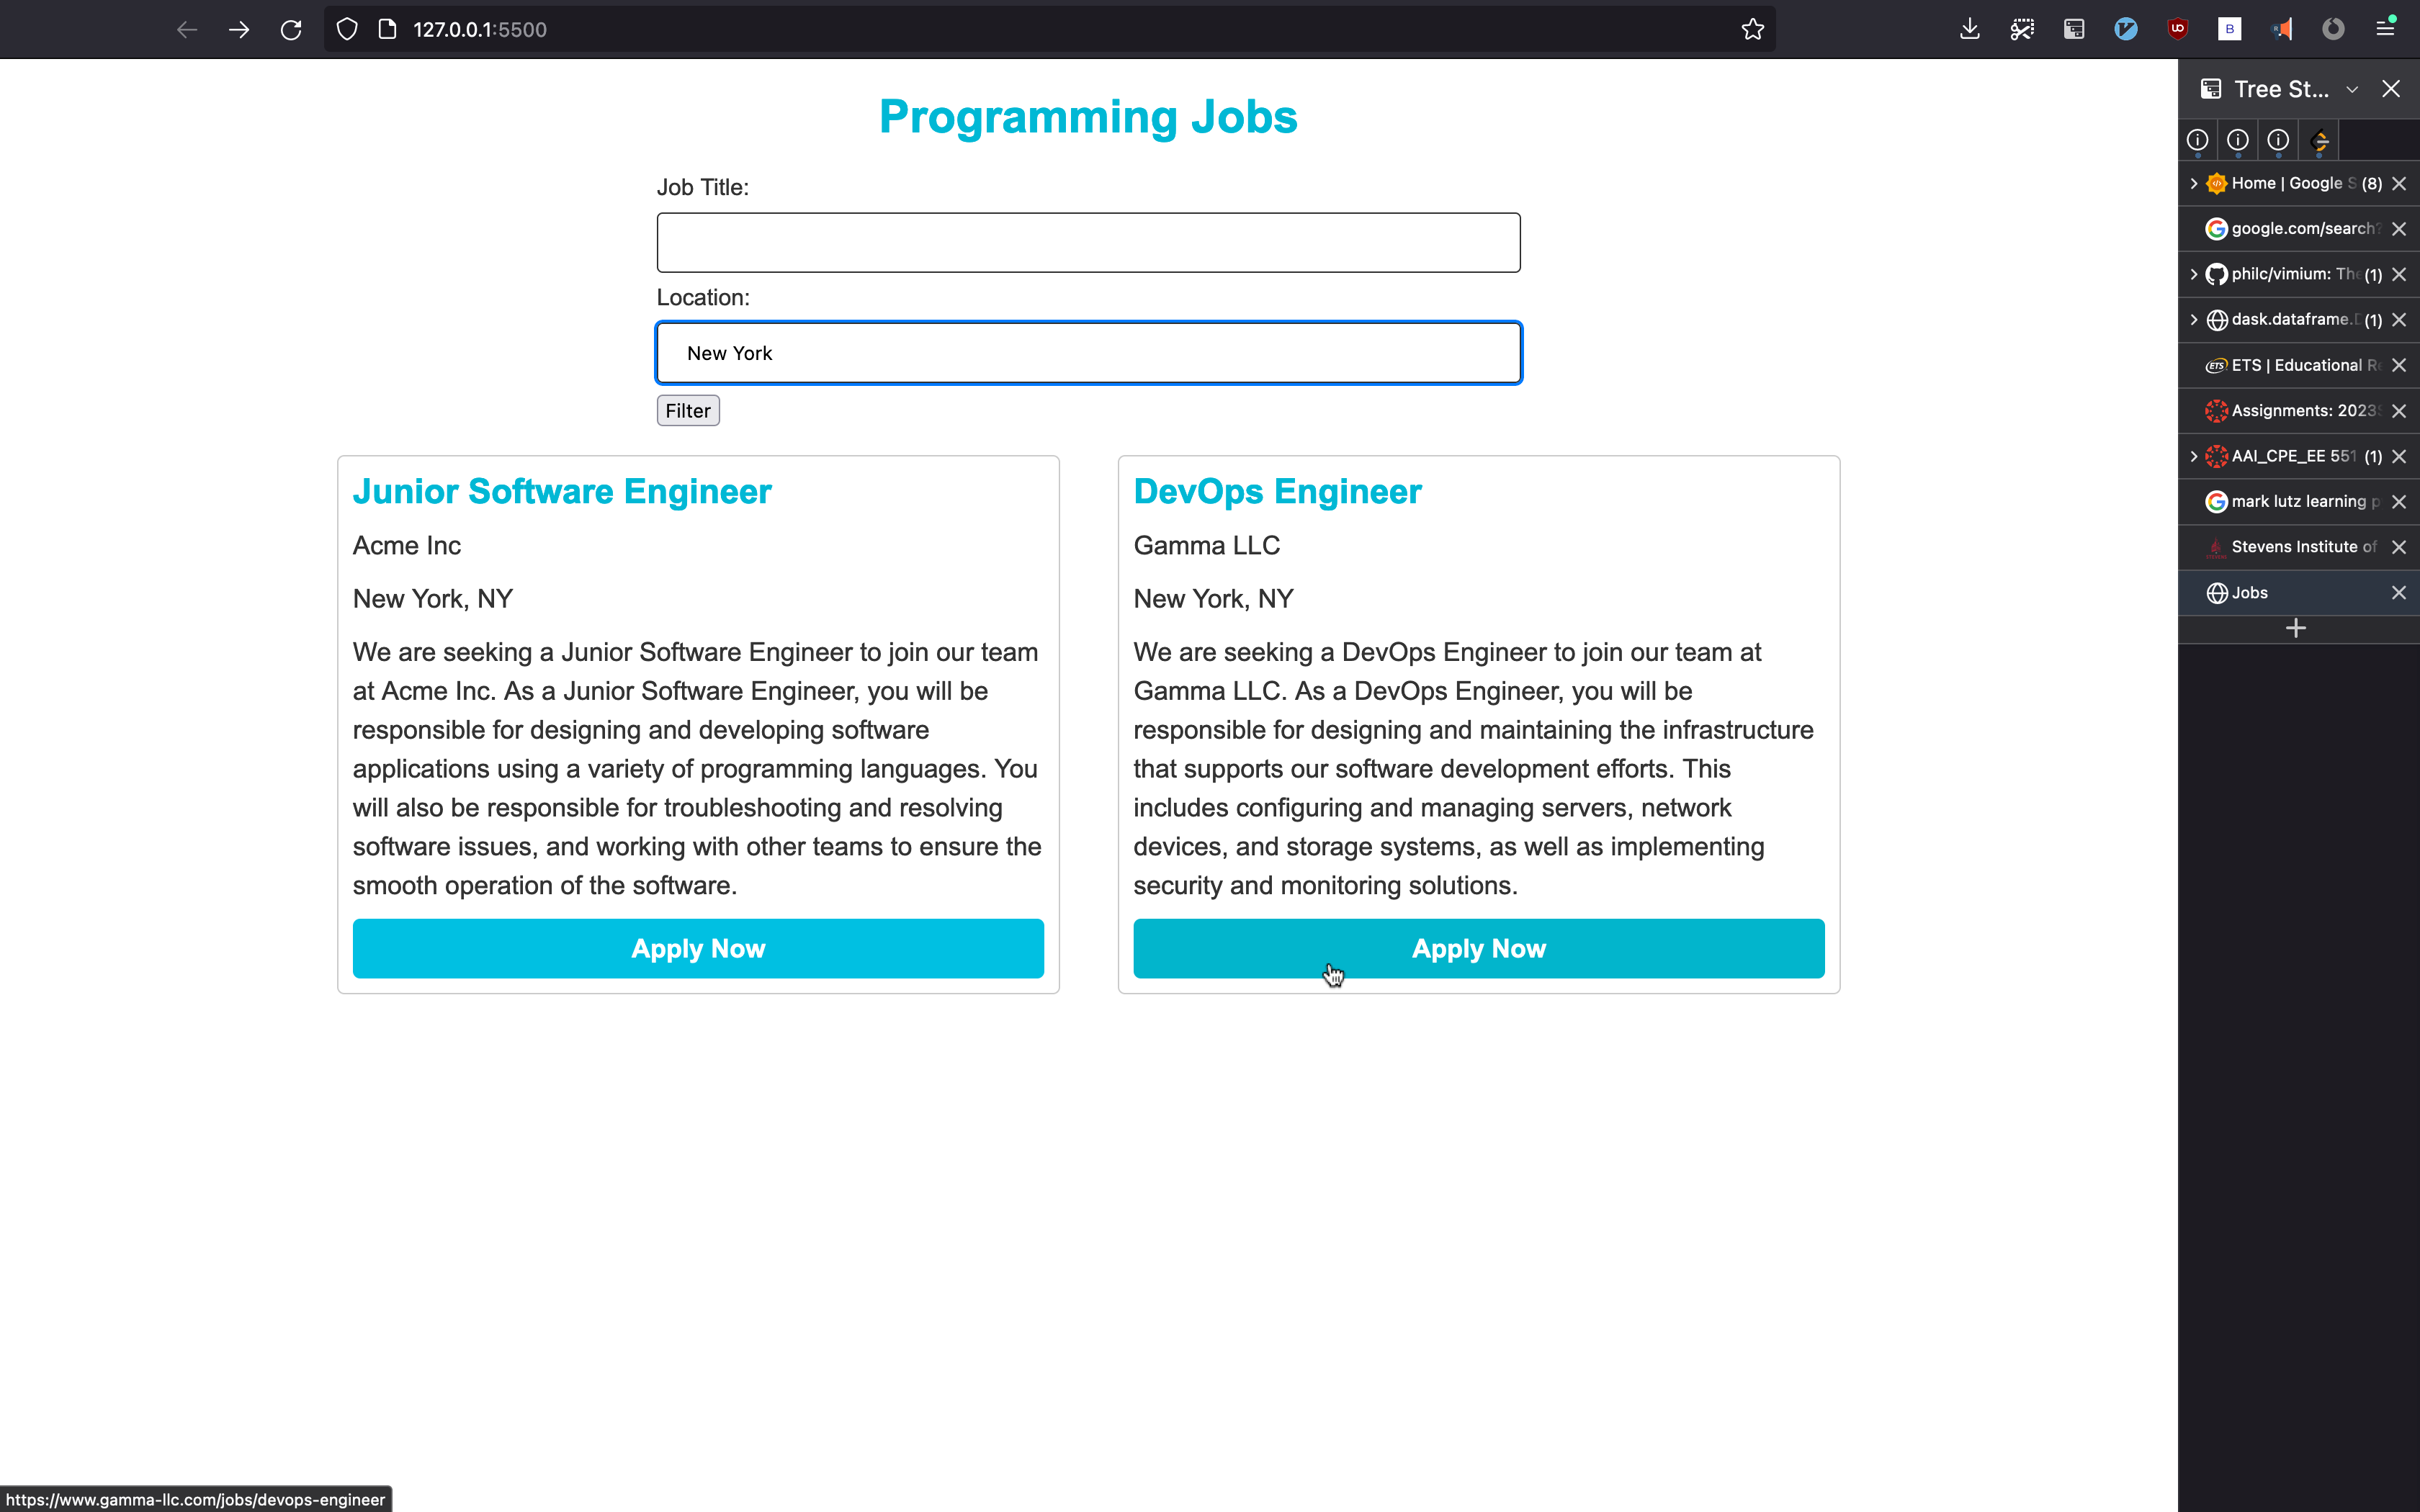 127.0.0.1:5500
B
Tree St...
Programming Jobs
Job Title:
Location:
New York
Filter
Junior Software Engineer
Acme Inc
New York, NY
We are seeking a Junior Software Engineer to join our team
at Acme Inc. As a Junior Software Engineer, you will be
responsible for designing and developing software
applications using a variety of programming languages. You
will also be responsible for troubleshooting and resolving
software issues, and working with other teams to ensure the
smooth operation of the software.
Apply Now
DevOps Engineer
Gamma LLC
New York, NY
We are seeking a DevOps Engineer to join our team at
Gamma LLC. As a DevOps Engineer, you will be
responsible for designing and maintaining the infrastructure
that supports our software development efforts. This
includes configuring and managing servers, network
devices, and storage systems, as well as implementing
security and monitoring solutions.
Apply Now
Home | Google S (8)
google.com/search?
philc/vimium: The (1)
dask.dataframe. (1)
ETS ETS | Educational Re
Assignments: 2023
AAI_CPE_EE 551 (1)
mark lutz learning p
Stevens Institute of
Jobs
https://www.gamma-llc.com/jobs/devops-engineer